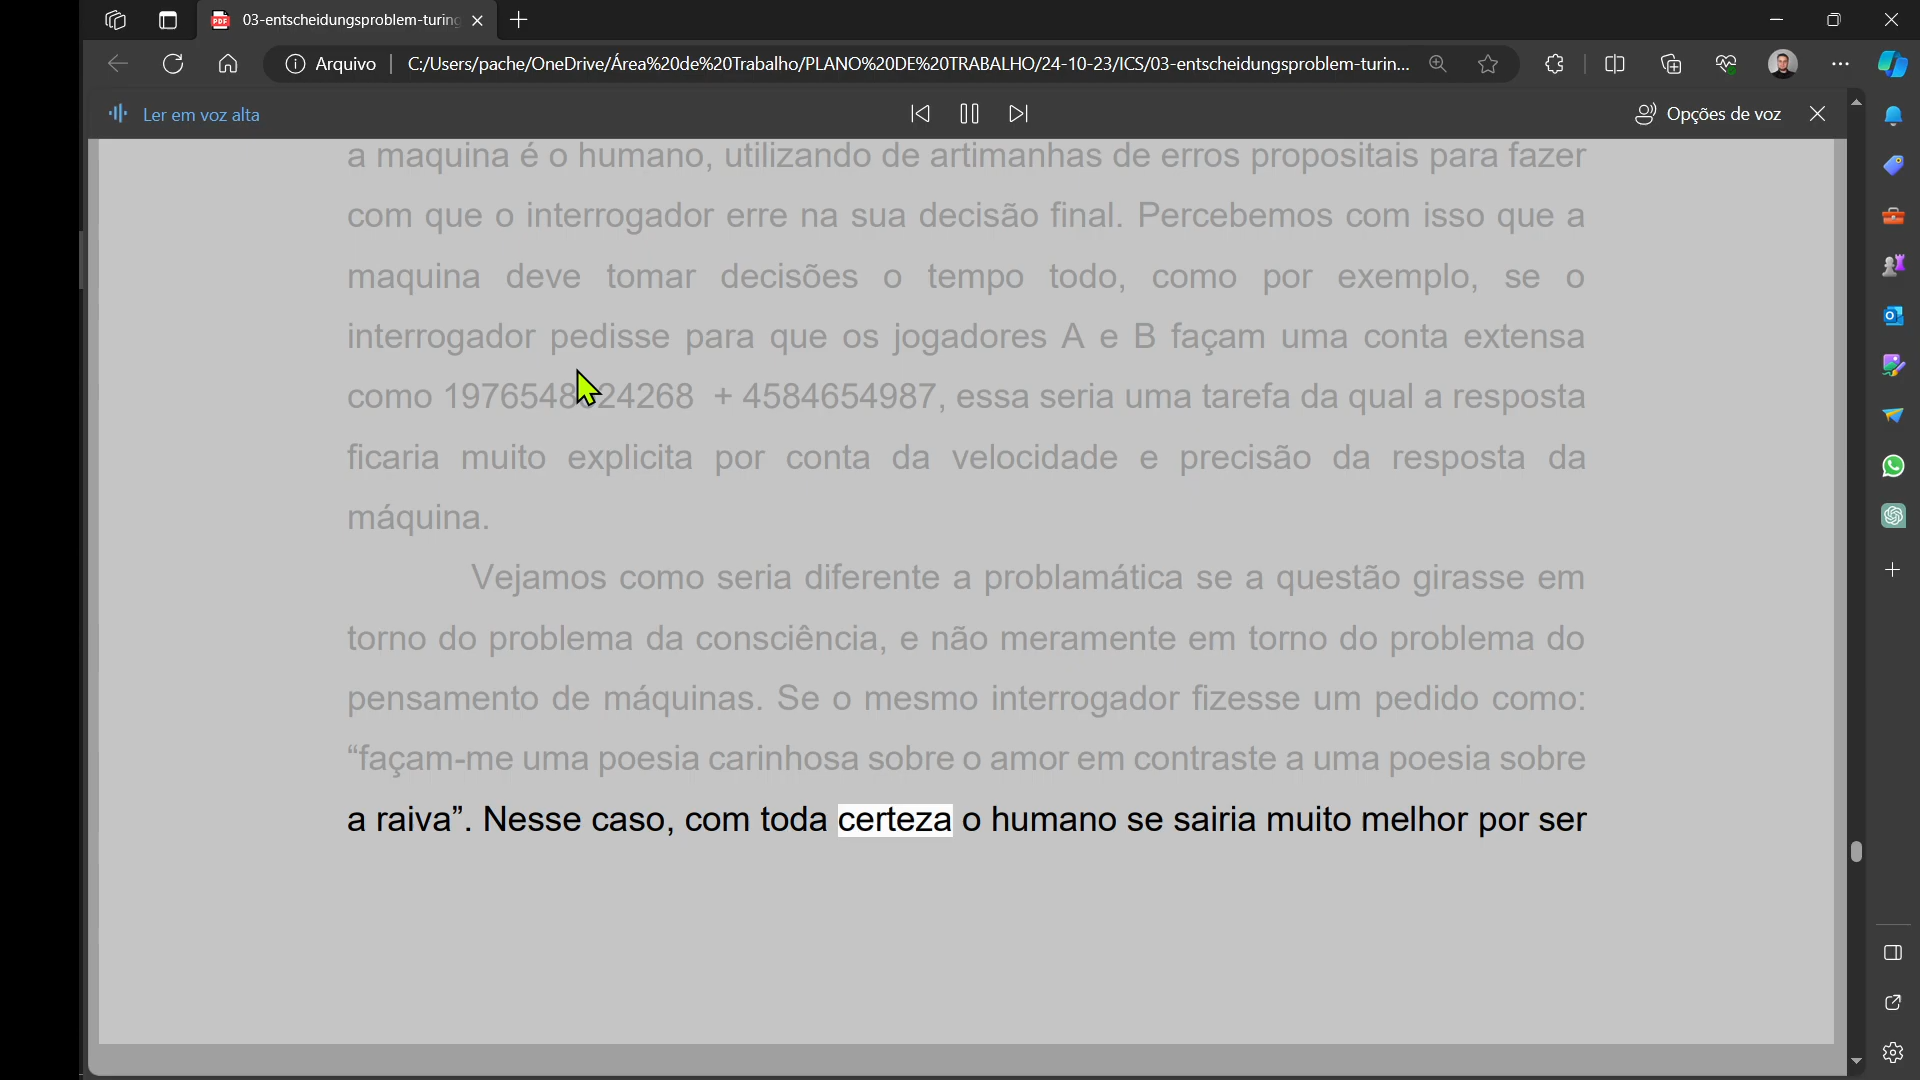 03-entscheidungsproblem-turing
Arquivo
C:/Users/pache/OneDrive/Área%20de%20Trabalho/PLANO%20DE%20TRABALHO/24-10-23/ICS/03-entscheidungsproblem-turin...
Ler em voz alta
Opções de voz
a maquina é o humano, utilizando de artimanhas de erros propositais para fazer
com que o interrogador erre na sua decisão final. Percebemos com isso que a
maquina deve tomar decisões o tempo todo, como por exemplo, se o
interrogador pedisse para que os jogadores A e B façam uma conta extensa
como + 4584654987, essa seria uma tarefa da qual a resposta
ficaria muito explicita por conta da velocidade e precisão da resposta da
máquina.
Vejamos como seria diferente a problamática se a questão girasse em
torno do problema da consciência, e não meramente em torno do problema do
pensamento de máquinas. Se o mesmo interrogador fizesse um pedido como:
“façam-me uma poesia carinhosa sobre o amor em contraste a uma poesia sobre
a raiva”. Nesse caso, com toda certeza o humano se sairia muito melhor por ser